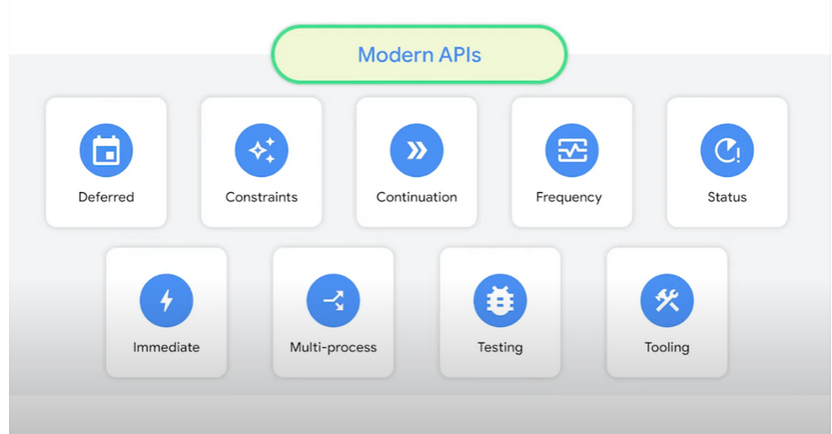 Modern APIs
Deferred
Constraints
Continuation
Frequency
Status
Immediate
Multi-process
Testing
Tooling